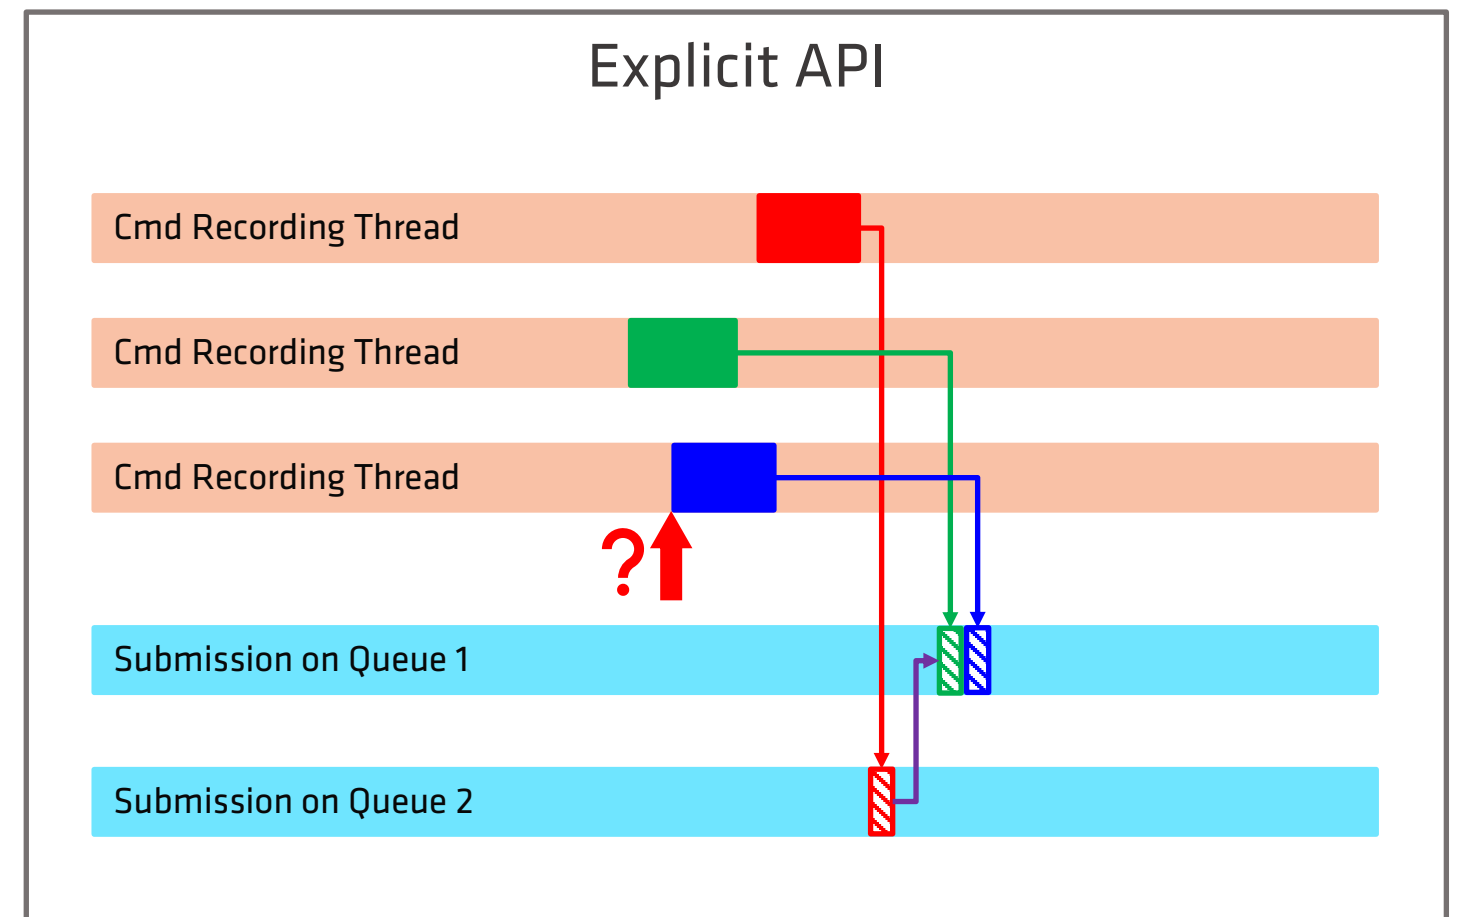 Explicit API
Cmd Recording Thread
Cmd Recording Thread
Cmd Recording Thread
?
Submission on Queue 1
Submission on Queue 2